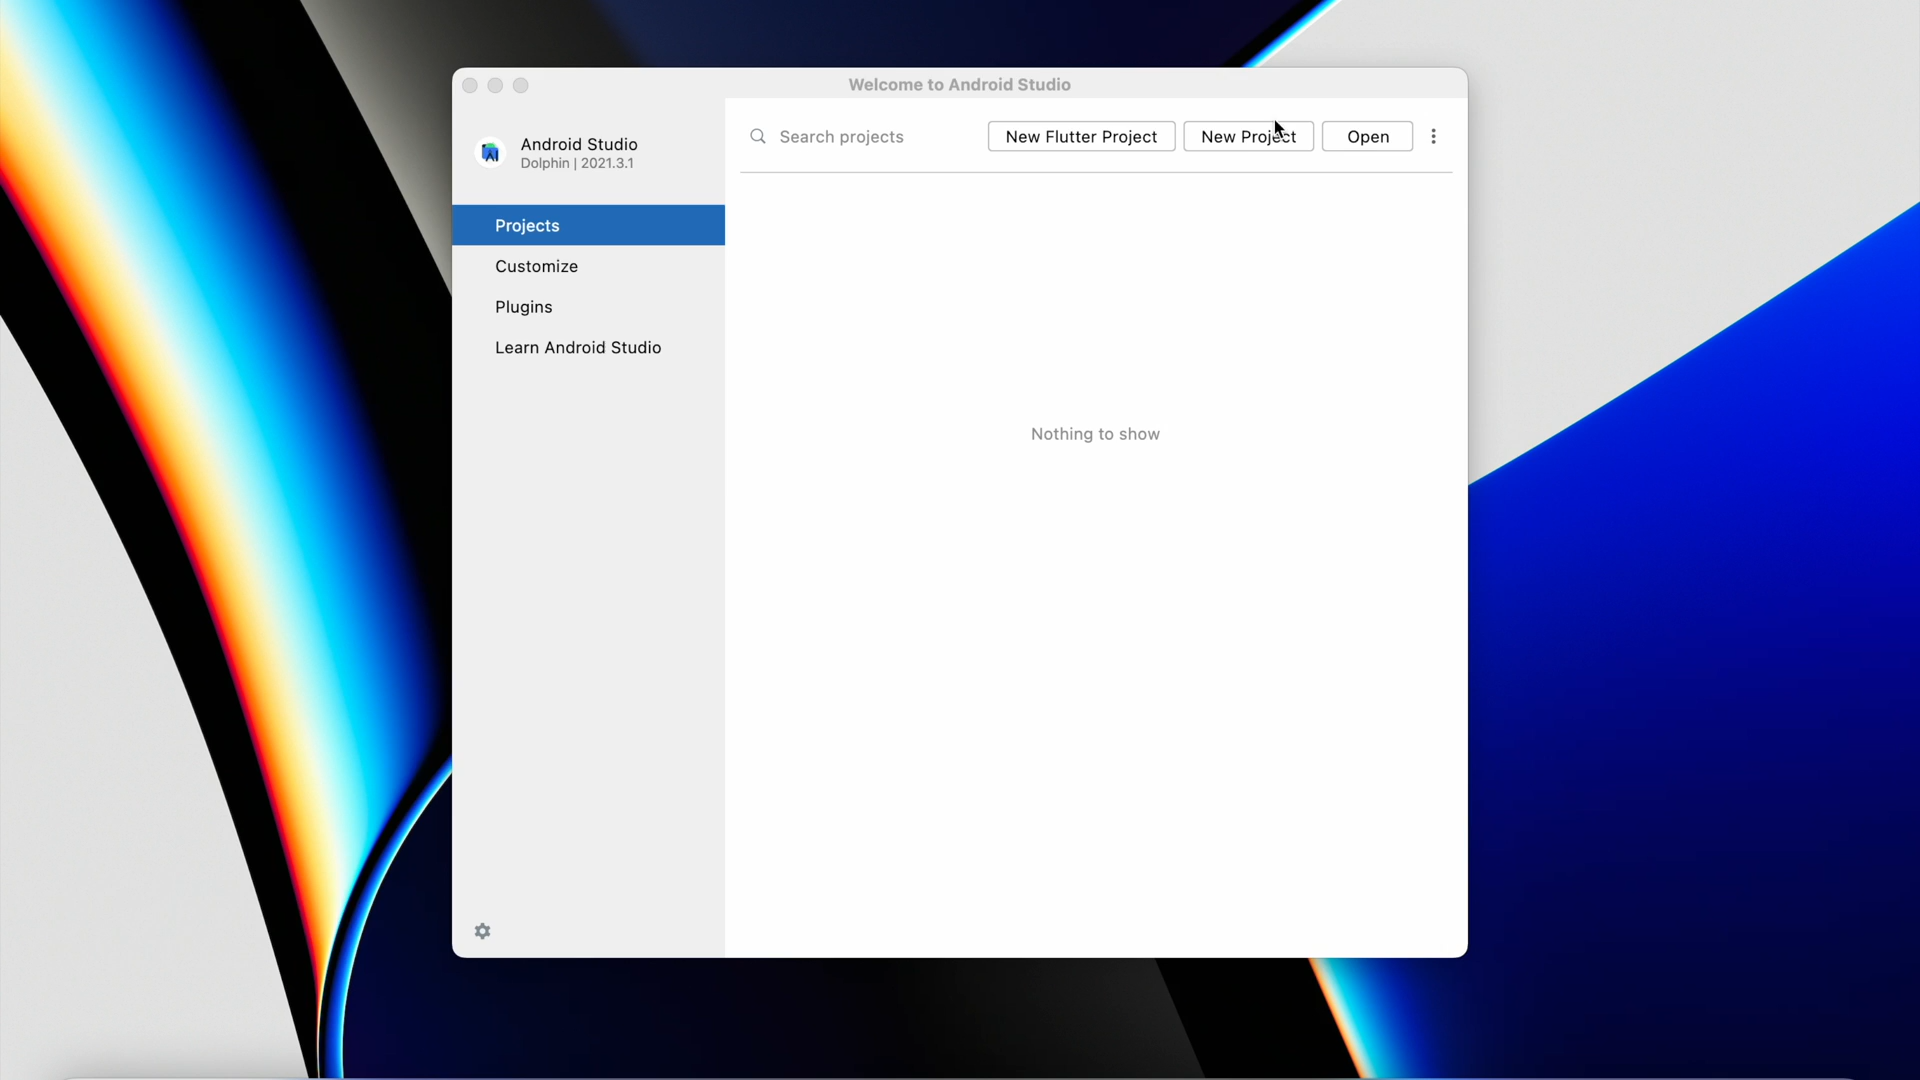 Welcome to Android Studio
Android Studio
Dolphin | 2021.3.1
Search projects
New Flutter Project
New Project
Open
Projects
Customize
Plugins
Learn Android Studio
Nothing to show